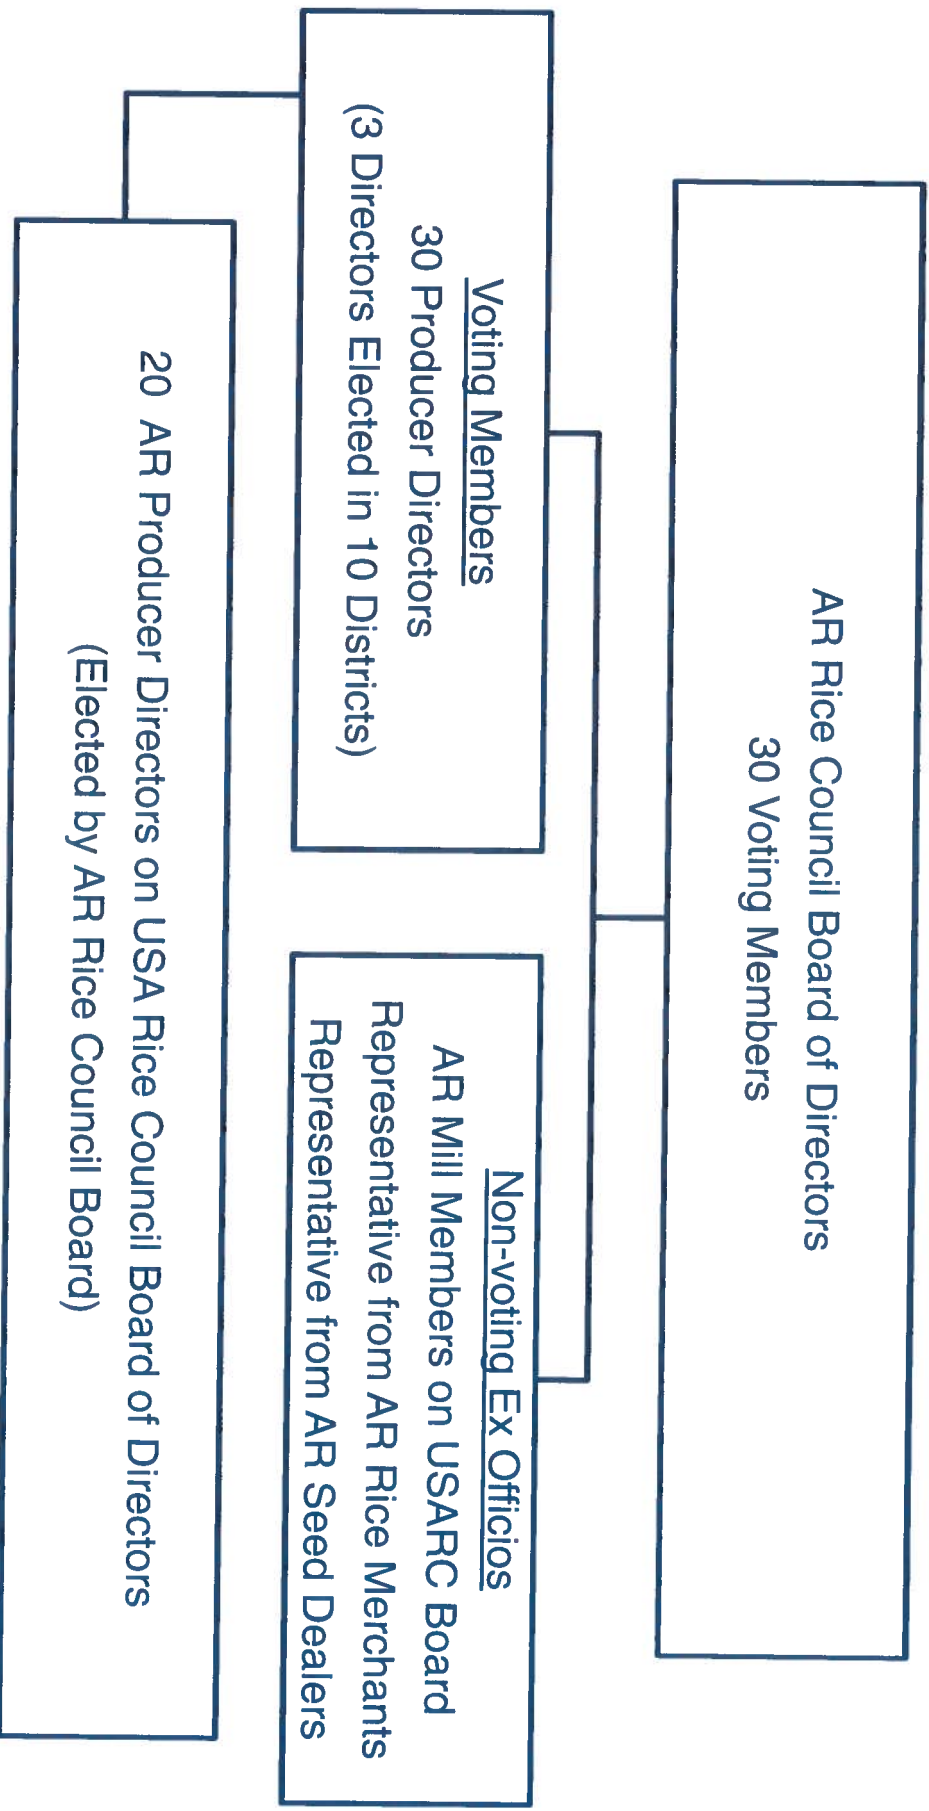 AR Rice Council Board of Directors
30 Voting Members
Voting Members
30 Producer Directors
(3 Directors Elected in 10 Districts)
Non-voting Ex Officios
AR Mill Members on USARC Board
Representative from AR Rice Merchants
Representative from AR Seed Dealers
20 AR Producer Directors on USA Rice Council Board of Directors
(Elected by AR Rice Council Board)